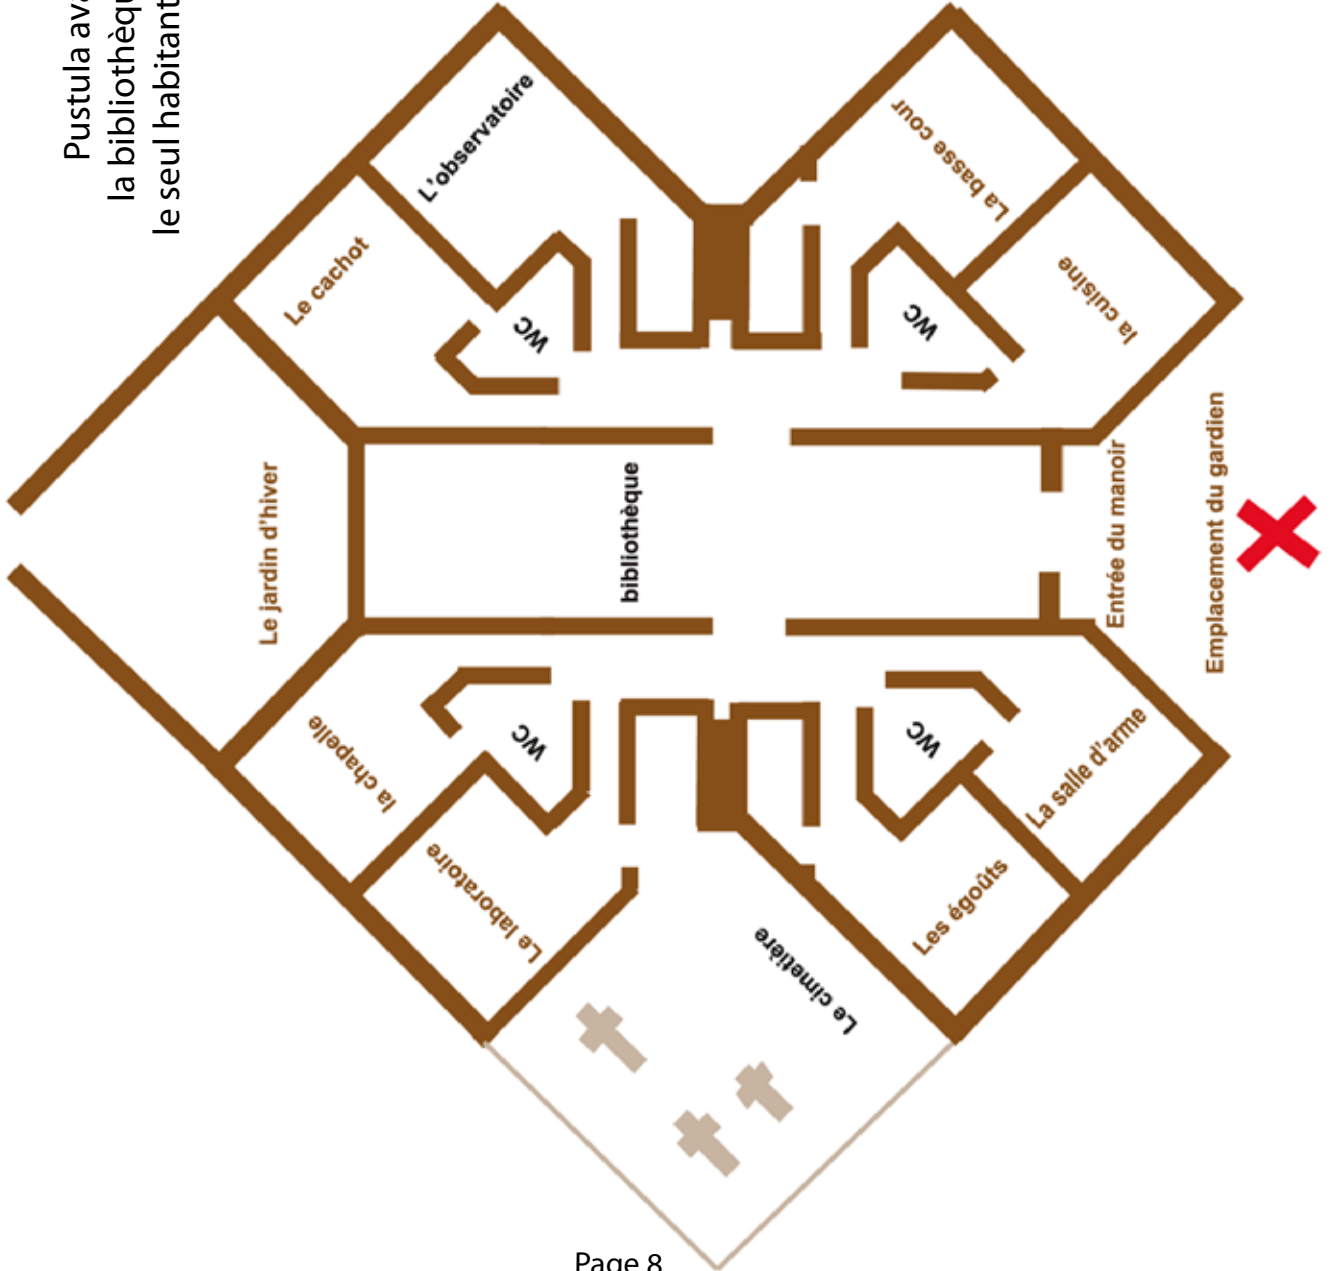 Pustula ava
la bibliothèqu
le seul habitant
L'observatoire
La basse cour
Le cachot
WC
WC
la cuisine
Le jardin d'hiver
bibliothèque
Entrée du manoir
Emplacement du gardien
la chapelle
WC
WC
La salle d'arme
Le laboratoire
Les égoûts
Le cimetière
Page 8